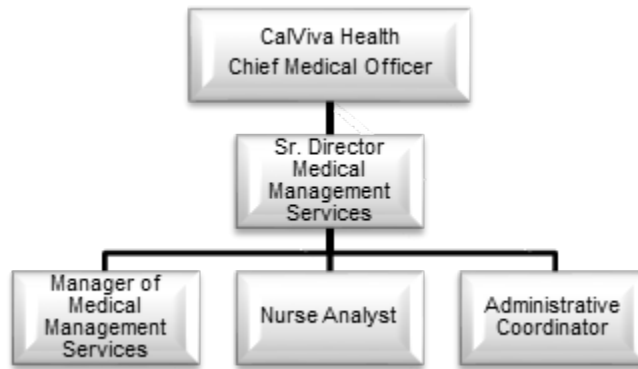 CalViva Health
Chief Medical Officer
Sr. Director
Medical
Management
Services
Manager of
Medical
Management
Services
Nurse Analyst
Administrative
Coordinator